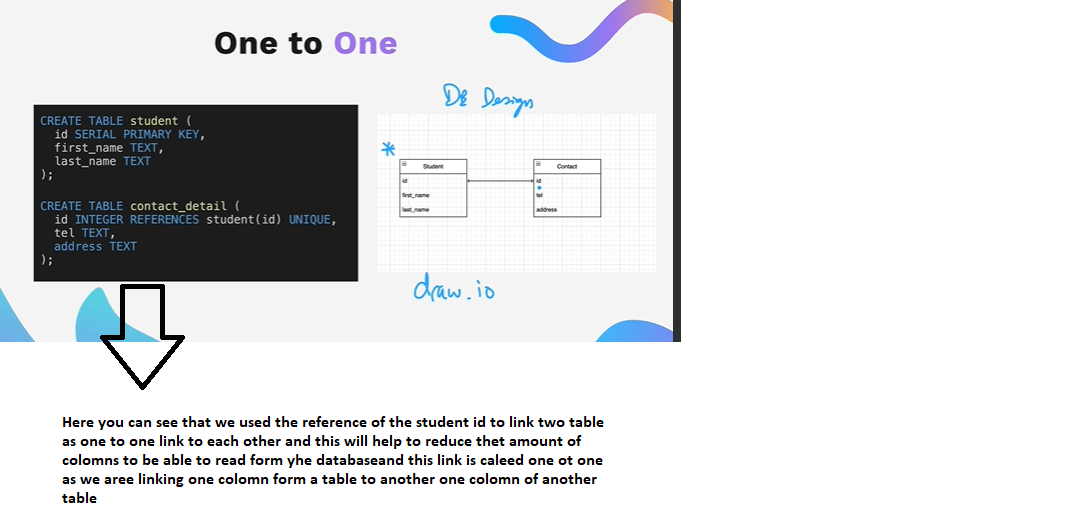 One to One
DB Designs
CREATE TABLE student (
id SERIAL PRIMARY KEY,
first_name TEXT,
last_name TEXT
);
CREATE TABLE contact_detail (
id INTEGER REFERENCES student(id) UNIQUE,
tel TEXT,
address TEXT
);
*
Student
id
first_name
last_name
Contact
id
tel
address
draw.io
Here you can see that we used the reference of the student id to link two table
as one to one link to each other and this will help to reduce thet amount of
colomns to be able to read form yhe databaseand this link is caleed one ot one
as we aree linking one colomn form a table to another one colomn of another
table